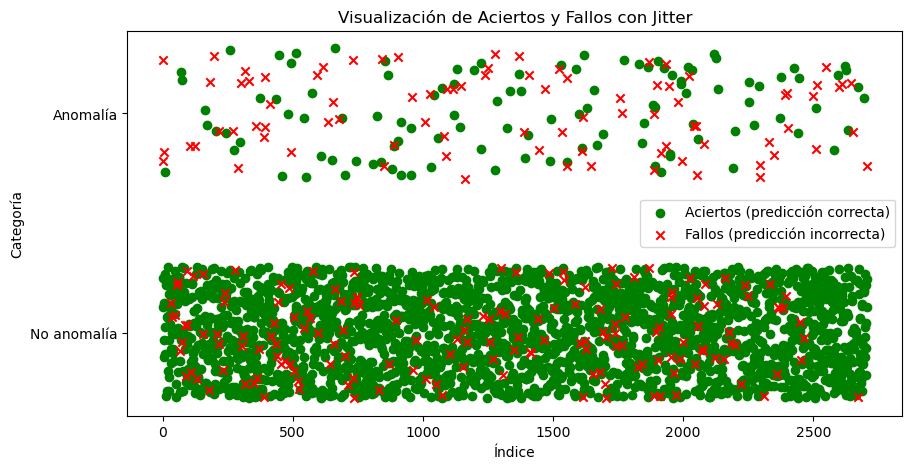 Visualización de Aciertos y Fallos con Jitter
Categoría
Anomalía
No anomalía
Aciertos (predicción correcta)
Fallos (predicción incorrecta)
0 500 1000 1500 2000 2500
Índice